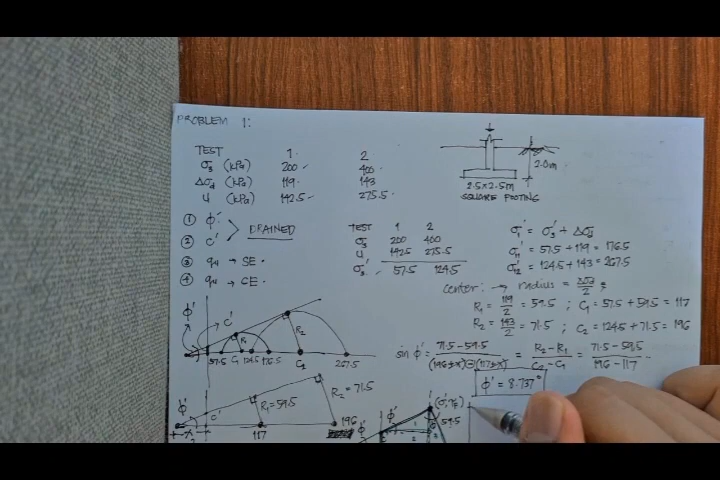 PROBLEM 1:
TEST 1. 2
σ3 (kPa) 200 400
Δσd (kPa) 119 143
u (kPa) 142.5 275.5
① φ'
② c'
DRAINED
③ qu → SE
④ qu → CE
2.0m
2.5×2.5m
SQUARE FOOTING
TEST 1 2
σ3 200 400
u 142.5 275.5
σ3' 57.5 124.5
σ1' = σ3' + Δσd
= 57.5 + 119 = 176.5
= 124.5 + 143 = 267.5
center: → radius = Δσd/2
R1 = 119/2 = 59.5 ; C1 = 57.5 + 59.5 = 117
R2 = 143/2 = 71.5 ; C2 = 124.5 + 71.5 = 196
sin φ' = 71.5 - 59.5 / (196+x) - (117+x) = R2 - R1 / C2 - C1 = 71.5 - 59.5 / 196 - 117
φ' = 8.737°
φ' c' R1 R2
57.5 C1 124.5 176.5 C2 267.5
φ' c' R1 = 59.5 R2 = 71.5
117 196
φ' φ' 59.5